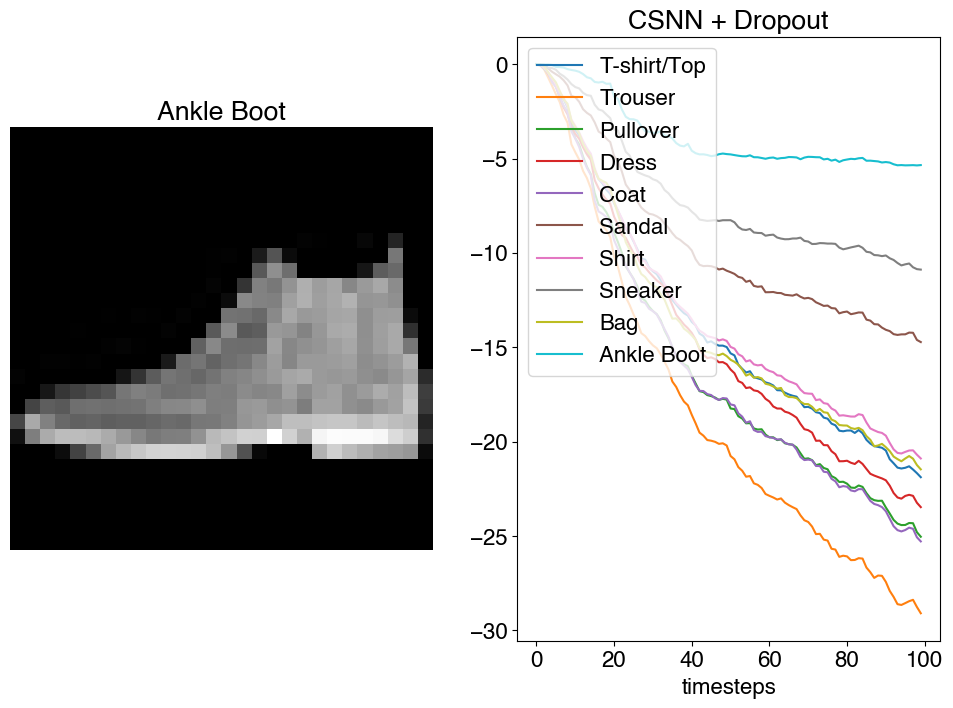 Ankle Boot
CSNN + Dropout
T-shirt/Top
Trouser
Pullover
Dress
Coat
Sandal
Shirt
Sneaker
Bag
Ankle Boot
0
−5
−10
−15
−20
−25
−30
0 20 40 60 80 100
timesteps